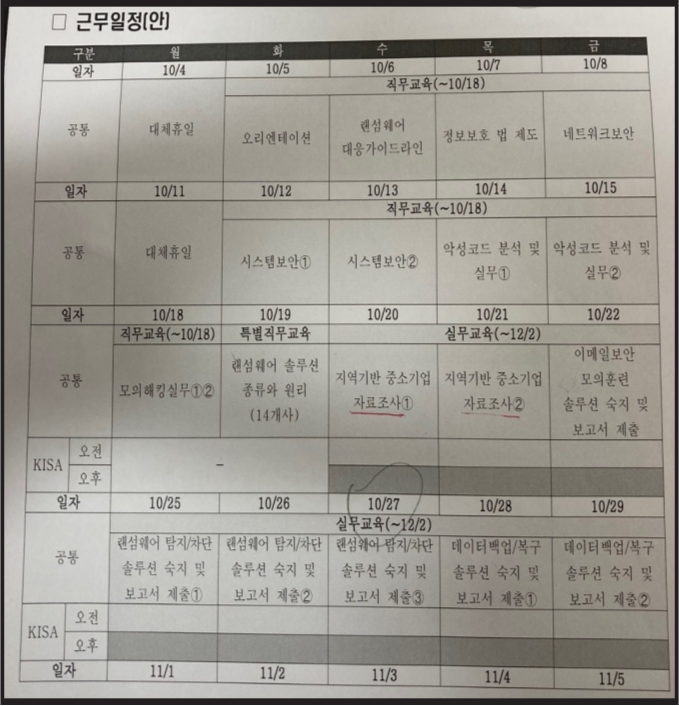 □ 근무일정(안)
구분 월 화 수 목 금
일자 10/4 10/5 10/6 10/7 10/8
직무교육(~10/18)
공통 대체휴일 오리엔테이션 랜섬웨어 정보보호 법 제도 네트워크보안
대응가이드라인
일자 10/11 10/12 10/13 10/14 10/15
직무교육(~10/18)
공통 대체휴일 시스템보안① 시스템보안② 악성코드 분석 및 악성코드 분석 및
실무① 실무②
일자 10/18 10/19 10/20 10/21 10/22
직무교육(~10/18) 특별직무교육 실무교육(~12/2)
공통 모의해킹실무①② 랜섬웨어 솔루션 지역기반 중소기업 지역기반 중소기업 이메일보안
종류와 원리 자료조사① 자료조사② 모의훈련
(14개사) 솔루션 숙지 및
보고서 제출
KISA 오전 -
오후
일자 10/25 10/26 10/27 10/28 10/29
실무교육(~12/2)
공통 랜섬웨어 탐지/차단 랜섬웨어 탐지/차단 랜섬웨어 탐지/차단 데이터백업/복구 데이터백업/복구
솔루션 숙지 및 솔루션 숙지 및 솔루션 숙지 및 솔루션 숙지 및 솔루션 숙지 및
보고서 제출① 보고서 제출② 보고서 제출③ 보고서 제출① 보고서 제출②
KISA 오전
오후
일자 11/1 11/2 11/3 11/4 11/5